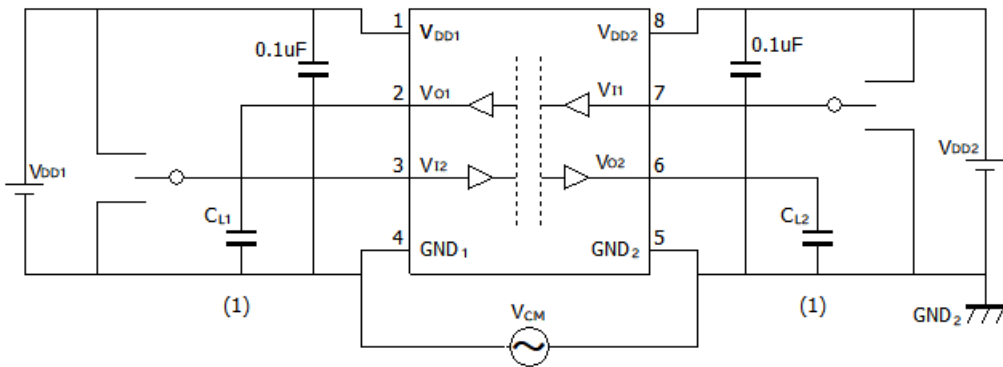 1
VDD1
VDD2
8
0.1uF
0.1uF
2
VO1
VI1
7
VDD1
3
VI2
VO2
6
VDD2
CL1
CL2
4
GND1
GND2
5
(1)
(1)
VCM
GND2